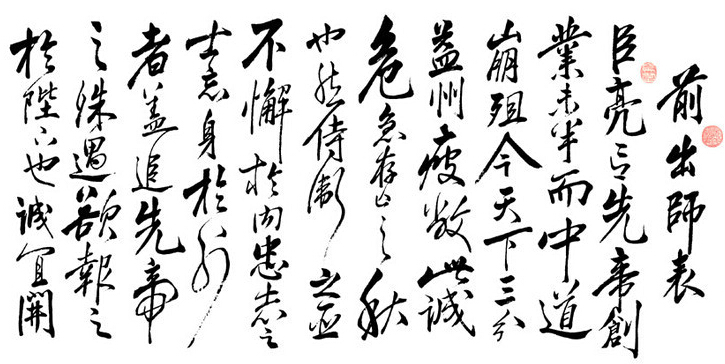 前出師表
臣亮言先帝創
業未半而中道
崩殂今天下三分
益州疲敝此誠
危急存亡之秋
也然侍衛之臣
不懈於内忠志之
士忘身於外
者蓋追先帝
之殊遇欲報之
於陛下也誠宜開